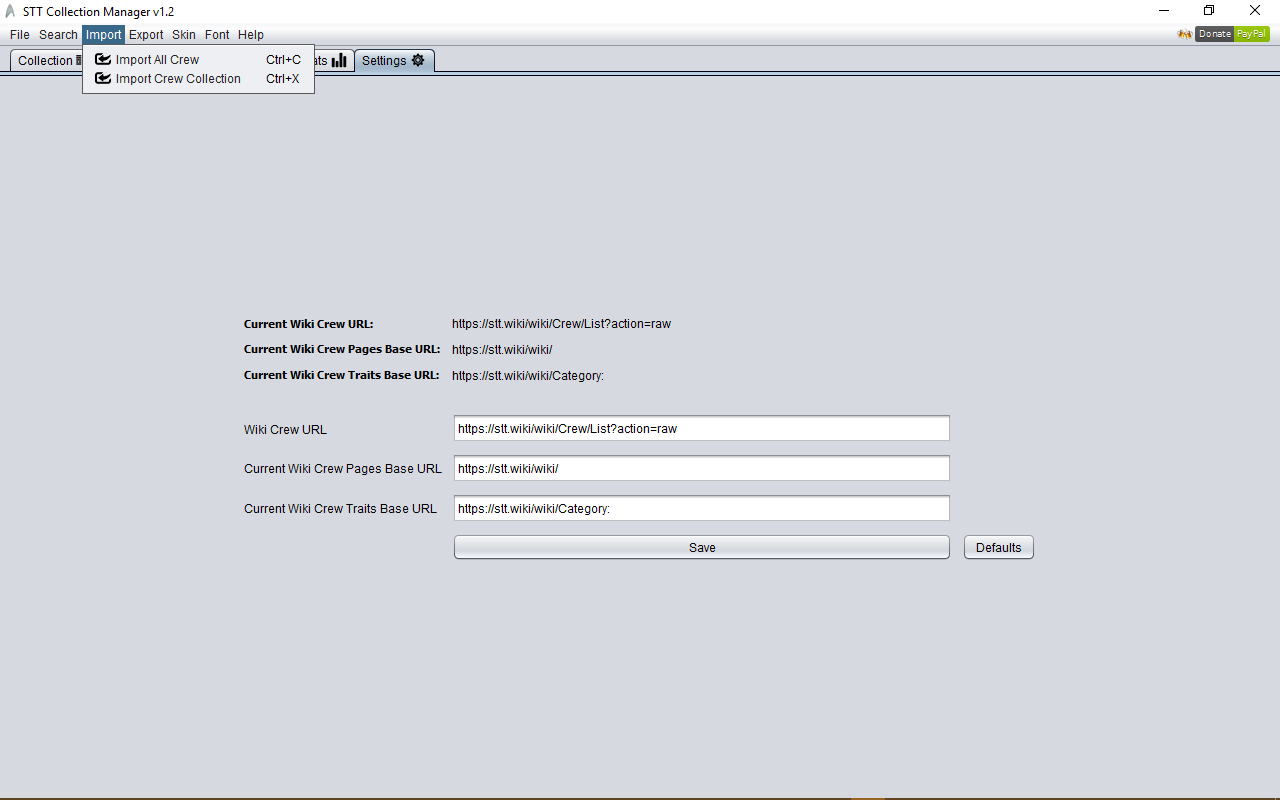 STT Collection Manager v1.2
File Search Import Export Skin Font Help Donate PayPal
Collection Settings
Import All Crew Ctrl+C
Import Crew Collection Ctrl+X
Current Wiki Crew URL: https://stt.wiki/wiki/Crew/List?action=raw
Current Wiki Crew Pages Base URL: https://stt.wiki/wiki/
Current Wiki Crew Traits Base URL: https://stt.wiki/wiki/Category:
Wiki Crew URL https://stt.wiki/wiki/Crew/List?action=raw
Current Wiki Crew Pages Base URL https://stt.wiki/wiki/
Current Wiki Crew Traits Base URL https://stt.wiki/wiki/Category:
Save Defaults